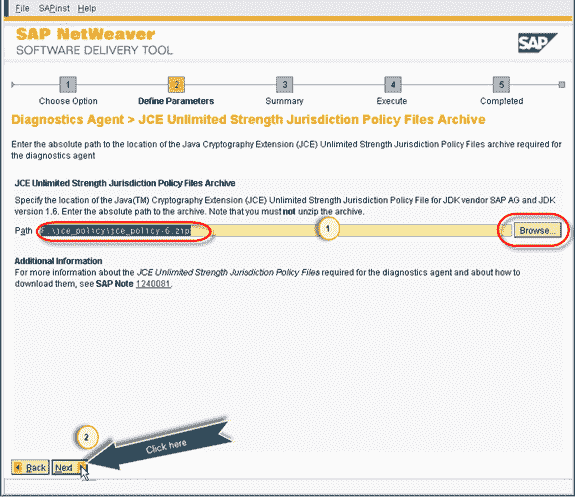 File SAPinst Help
SAP NetWeaver
SOFTWARE DELIVERY TOOL
SAP
1 2 3 4 5
Choose Option Define Parameters Summary Execute Completed
Diagnostics Agent > JCE Unlimited Strength Jurisdiction Policy Files Archive
Enter the absolute path to the location of the Java Cryptography Extension (JCE) Unlimited Strength Jurisdiction Policy Files archive required for
the diagnostics agent
JCE Unlimited Strength Jurisdiction Policy Files Archive
Specify the location of the Java(TM) Cryptography Extension (JCE) Unlimited Strength Jurisdiction Policy File for JDK vendor SAP AG and JDK
version 1.6. Enter the absolute path to the archive. Note that you must not unzip the archive.
Path \jce_policy\jce_policy-6.zip 1 Browse...
Additional Information
For more information about the JCE Unlimited Strength Jurisdiction Policy Files required for the diagnostics agent and about how to
download them, see SAP Note 1240081.
2
Click here
Back Next